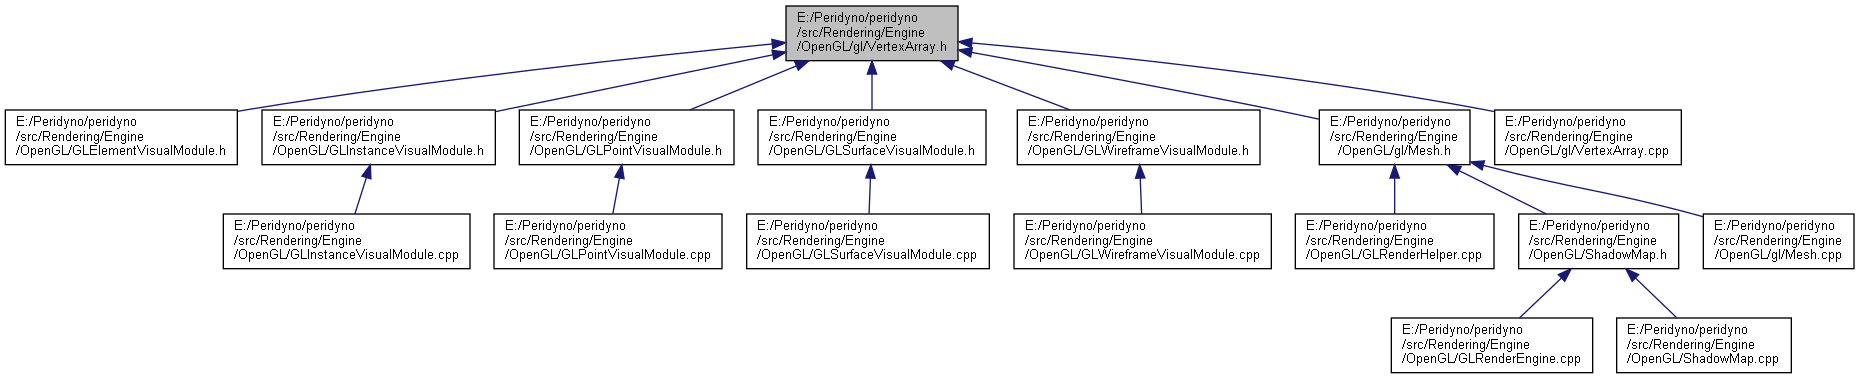 E:/Peridyno/peridyno
/src/Rendering/Engine
/OpenGL/gl/VertexArray.h
E:/Peridyno/peridyno
/src/Rendering/Engine
/OpenGL/GLElementVisualModule.h
E:/Peridyno/peridyno
/src/Rendering/Engine
/OpenGL/GLInstanceVisualModule.h
E:/Peridyno/peridyno
/src/Rendering/Engine
/OpenGL/GLPointVisualModule.h
E:/Peridyno/peridyno
/src/Rendering/Engine
/OpenGL/GLSurfaceVisualModule.h
E:/Peridyno/peridyno
/src/Rendering/Engine
/OpenGL/GLWireframeVisualModule.h
E:/Peridyno/peridyno
/src/Rendering/Engine
/OpenGL/gl/Mesh.h
E:/Peridyno/peridyno
/src/Rendering/Engine
/OpenGL/gl/VertexArray.cpp
E:/Peridyno/peridyno
/src/Rendering/Engine
/OpenGL/GLInstanceVisualModule.cpp
E:/Peridyno/peridyno
/src/Rendering/Engine
/OpenGL/GLPointVisualModule.cpp
E:/Peridyno/peridyno
/src/Rendering/Engine
/OpenGL/GLSurfaceVisualModule.cpp
E:/Peridyno/peridyno
/src/Rendering/Engine
/OpenGL/GLWireframeVisualModule.cpp
E:/Peridyno/peridyno
/src/Rendering/Engine
/OpenGL/GLRenderHelper.cpp
E:/Peridyno/peridyno
/src/Rendering/Engine
/OpenGL/ShadowMap.h
E:/Peridyno/peridyno
/src/Rendering/Engine
/OpenGL/gl/Mesh.cpp
E:/Peridyno/peridyno
/src/Rendering/Engine
/OpenGL/GLRenderEngine.cpp
E:/Peridyno/peridyno
/src/Rendering/Engine
/OpenGL/ShadowMap.cpp